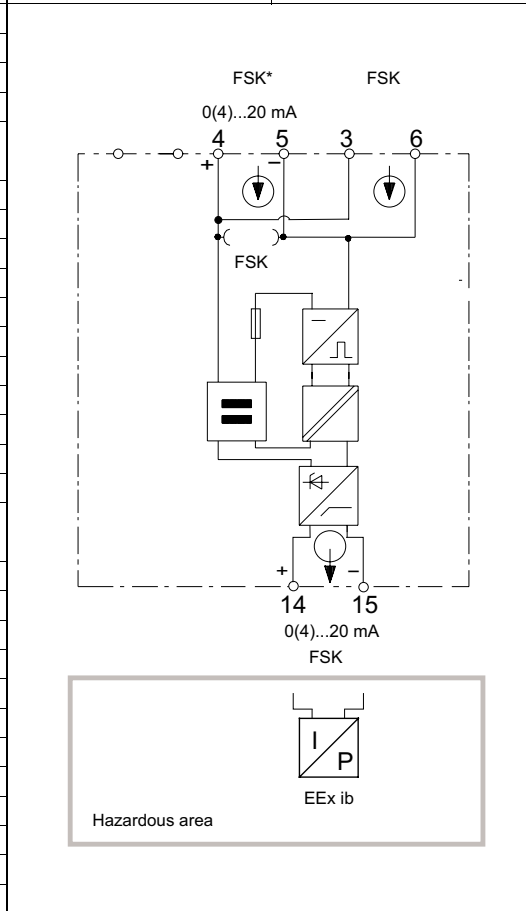 FSK* FSK
0(4)...20 mA
4 5 3 6
+ −
FSK
+ −
14 15
0(4)...20 mA
FSK
I
P
EEx ib
Hazardous area